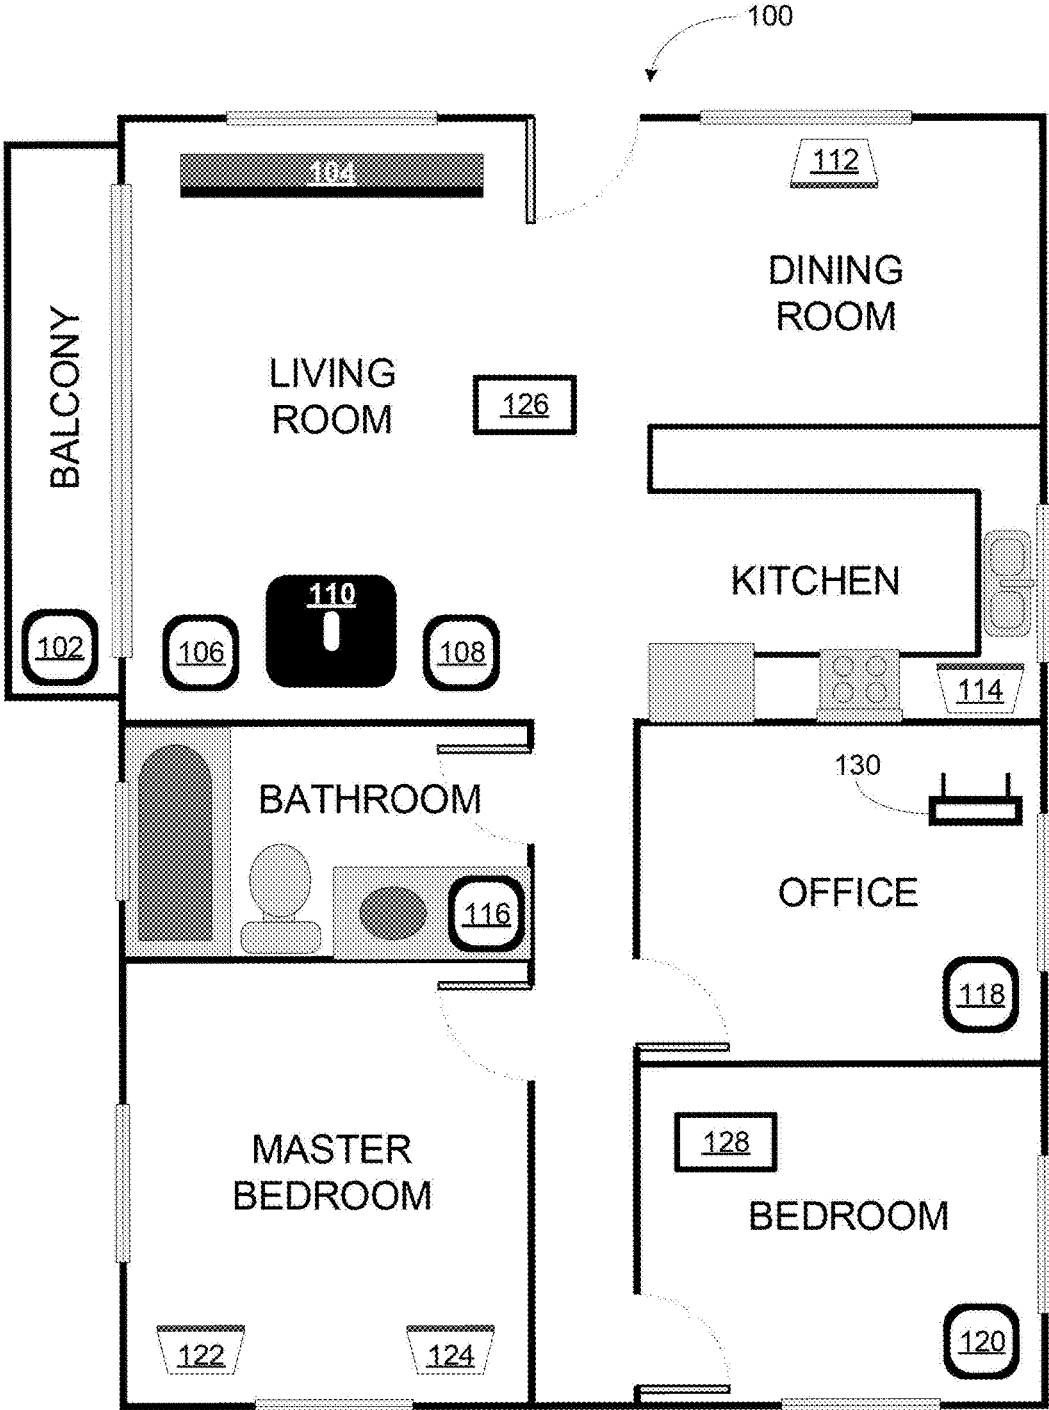 100
104
112
DINING
ROOM
BALCONY
LIVING
ROOM
126
KITCHEN
110
102
106
108
114
130
BATHROOM
OFFICE
116
118
128
MASTER
BEDROOM
BEDROOM
120
122
124